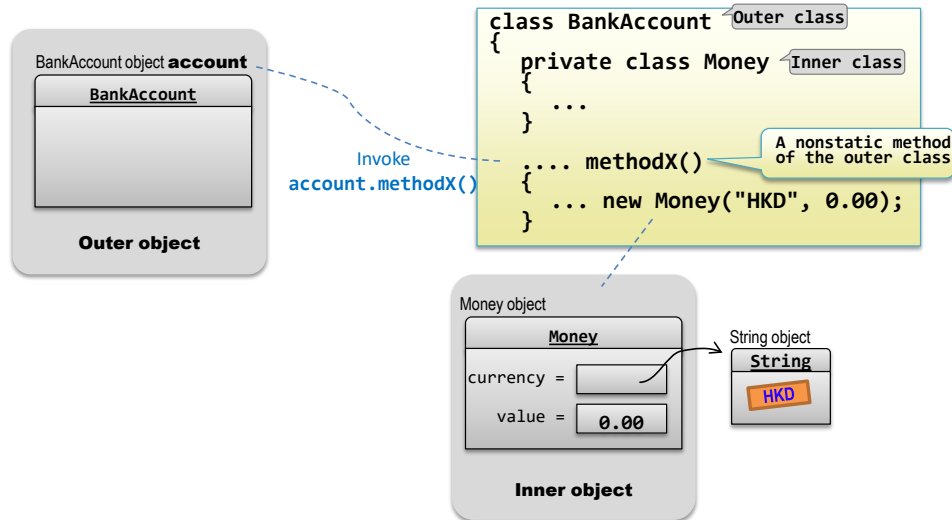 BankAccount object account
BankAccount
Outer object
Invoke
account.methodX()
class BankAccount
Outer class
{
private class Money
Inner class
{
...
}
.... methodX()
A nonstatic method
of the outer class
{
... new Money("HKD", 0.00);
}
}
Money object
Money
currency =
value =
0.00
Inner object
String object
String
HKD